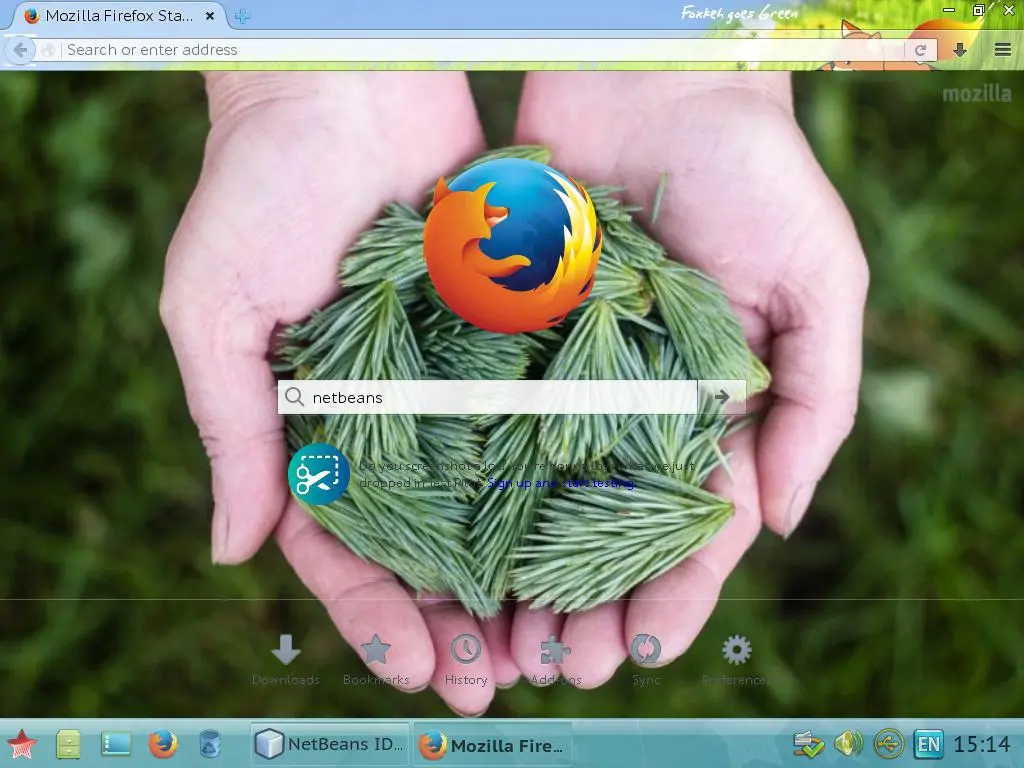 Mozilla Firefox Sta...
Foxkeh goes Green
Search or enter address
mozilla
netbeans
Do you screenshot a lot? You're gonna love what we just
dropped in Test Pilot. Sign up and start testing.
Downloads
Bookmarks
History
Add-ons
Sync
Preferences
NetBeans ID...
Mozilla Fire...
EN
15:14